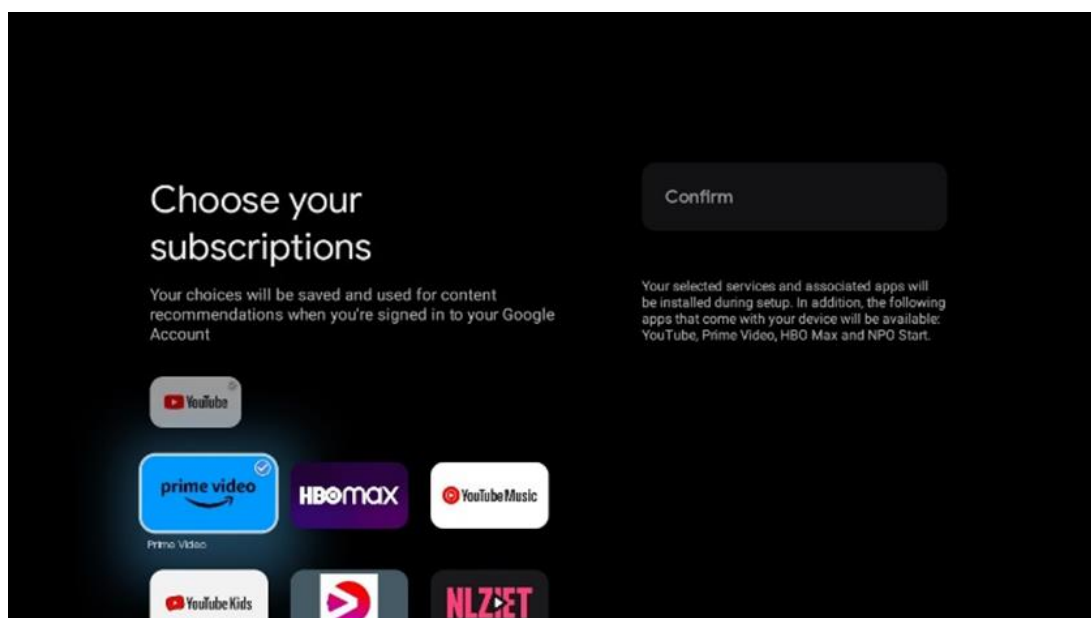 Choose your
subscriptions
Your choices will be saved and used for content
recommendations when you're signed in to your Google
Account
YouTube
prime video
HBOmax
YouTube Music
Prime Video
YouTube Kids
NLZIET
Confirm
Your selected services and associated apps will
be installed during setup. In addition, the following
apps that come with your device will be available:
YouTube, Prime Video, HBO Max and NPO Start.